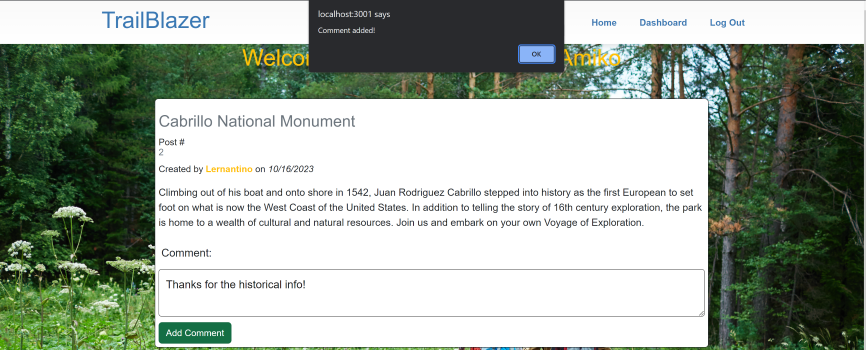 TrailBlazer
localhost:3001 says
Comment added!
OK
Home Dashboard Log Out
Amiko
Cabrillo National Monument
Post #
2
Created by Lernantino on 10/16/2023
Climbing out of his boat and onto shore in 1542, Juan Rodriguez Cabrillo stepped into history as the first European to set
foot on what is now the West Coast of the United States. In addition to telling the story of 16th century exploration, the park
is home to a wealth of cultural and natural resources. Join us and embark on your own Voyage of Exploration.
Comment:
Thanks for the historical info!
Add Comment